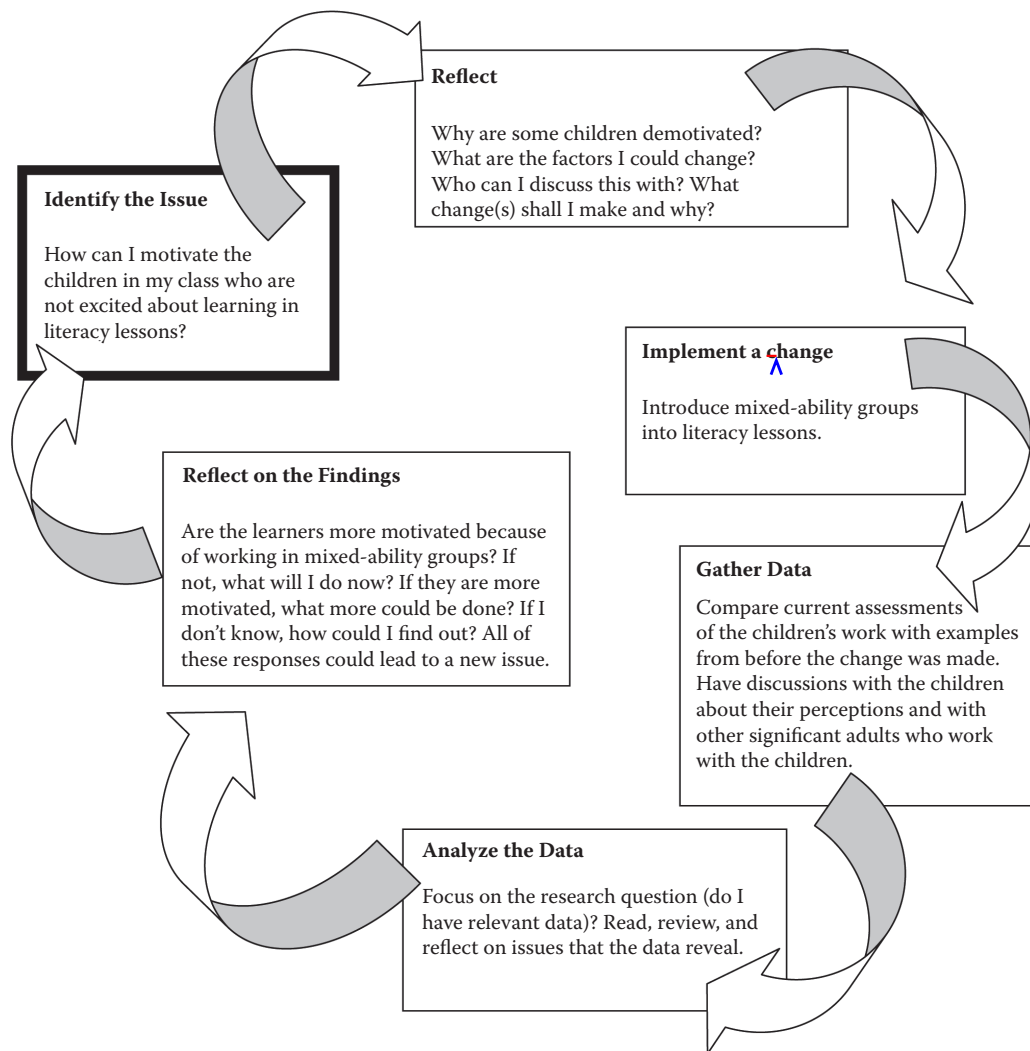 Reflect
Why are some children demotivated?
What are the factors I could change?
Who can I discuss this with? What
change(s) shall I make and why?
Identify the Issue
How can I motivate the
children in my class who are
not excited about learning in
literacy lessons?
Implement a change
Introduce mixed-ability groups
into literacy lessons.
Reflect on the Findings
Are the learners more motivated because
of working in mixed-ability groups? If
not, what will I do now? If they are more
motivated, what more could be done? If I
don’t know, how could I find out? All of
these responses could lead to a new issue.
Gather Data
Compare current assessments
of the children’s work with examples
from before the change was made.
Have discussions with the children
about their perceptions and with
other significant adults who work
with the children.
Analyze the Data
Focus on the research question (do I
have relevant data)? Read, review, and
reflect on issues that the data reveal.